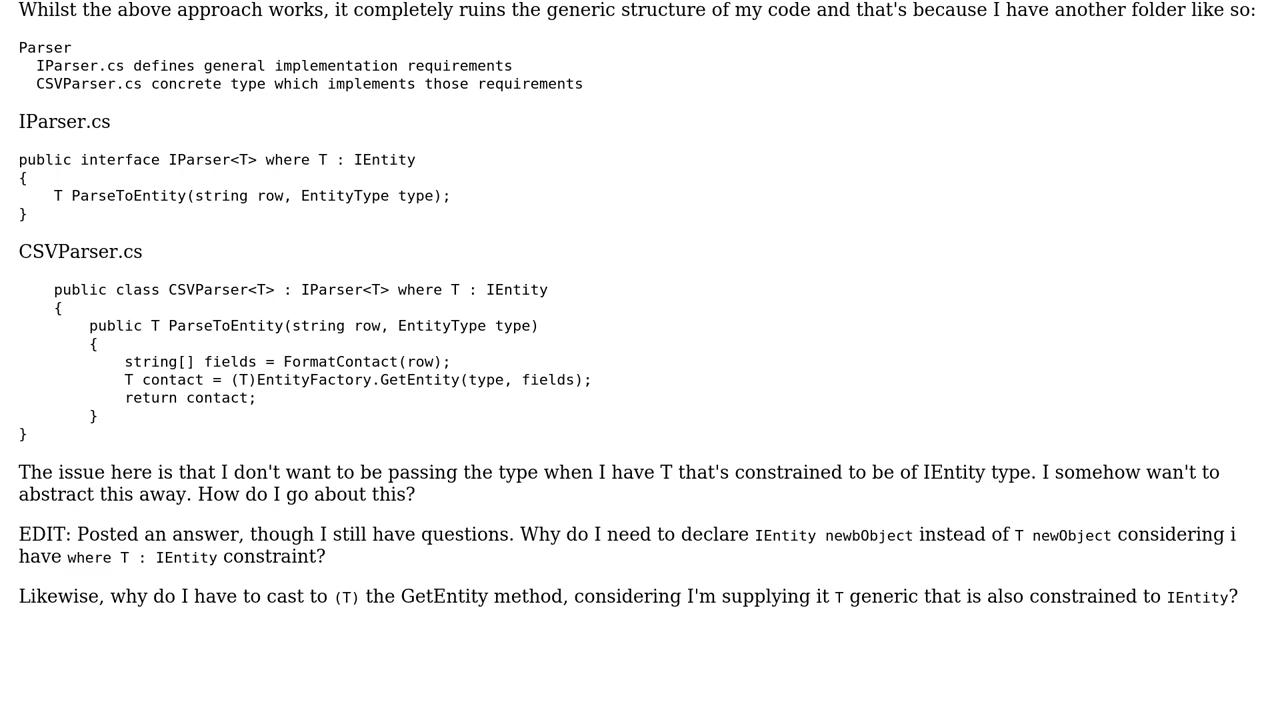 Whilst the above approach works, it completely ruins the generic structure of my code and that's because I have another folder like so:
Parser
  IParser.cs defines general implementation requirements
  CSVParser.cs concrete type which implements those requirements
IParser.cs
public interface IParser<T> where T : IEntity
{
    T ParseToEntity(string row, EntityType type);
}
CSVParser.cs
    public class CSVParser<T> : IParser<T> where T : IEntity
    {
        public T ParseToEntity(string row, EntityType type)
        {
            string[] fields = FormatContact(row);
            T contact = (T)EntityFactory.GetEntity(type, fields);
            return contact;
        }
}
The issue here is that I don't want to be passing the type when I have T that's constrained to be of IEntity type. I somehow wan't to
abstract this away. How do I go about this?
EDIT: Posted an answer, though I still have questions. Why do I need to declare IEntity newbObject instead of T newObject considering i
have where T : IEntity constraint?
Likewise, why do I have to cast to (T) the GetEntity method, considering I'm supplying it T generic that is also constrained to IEntity?